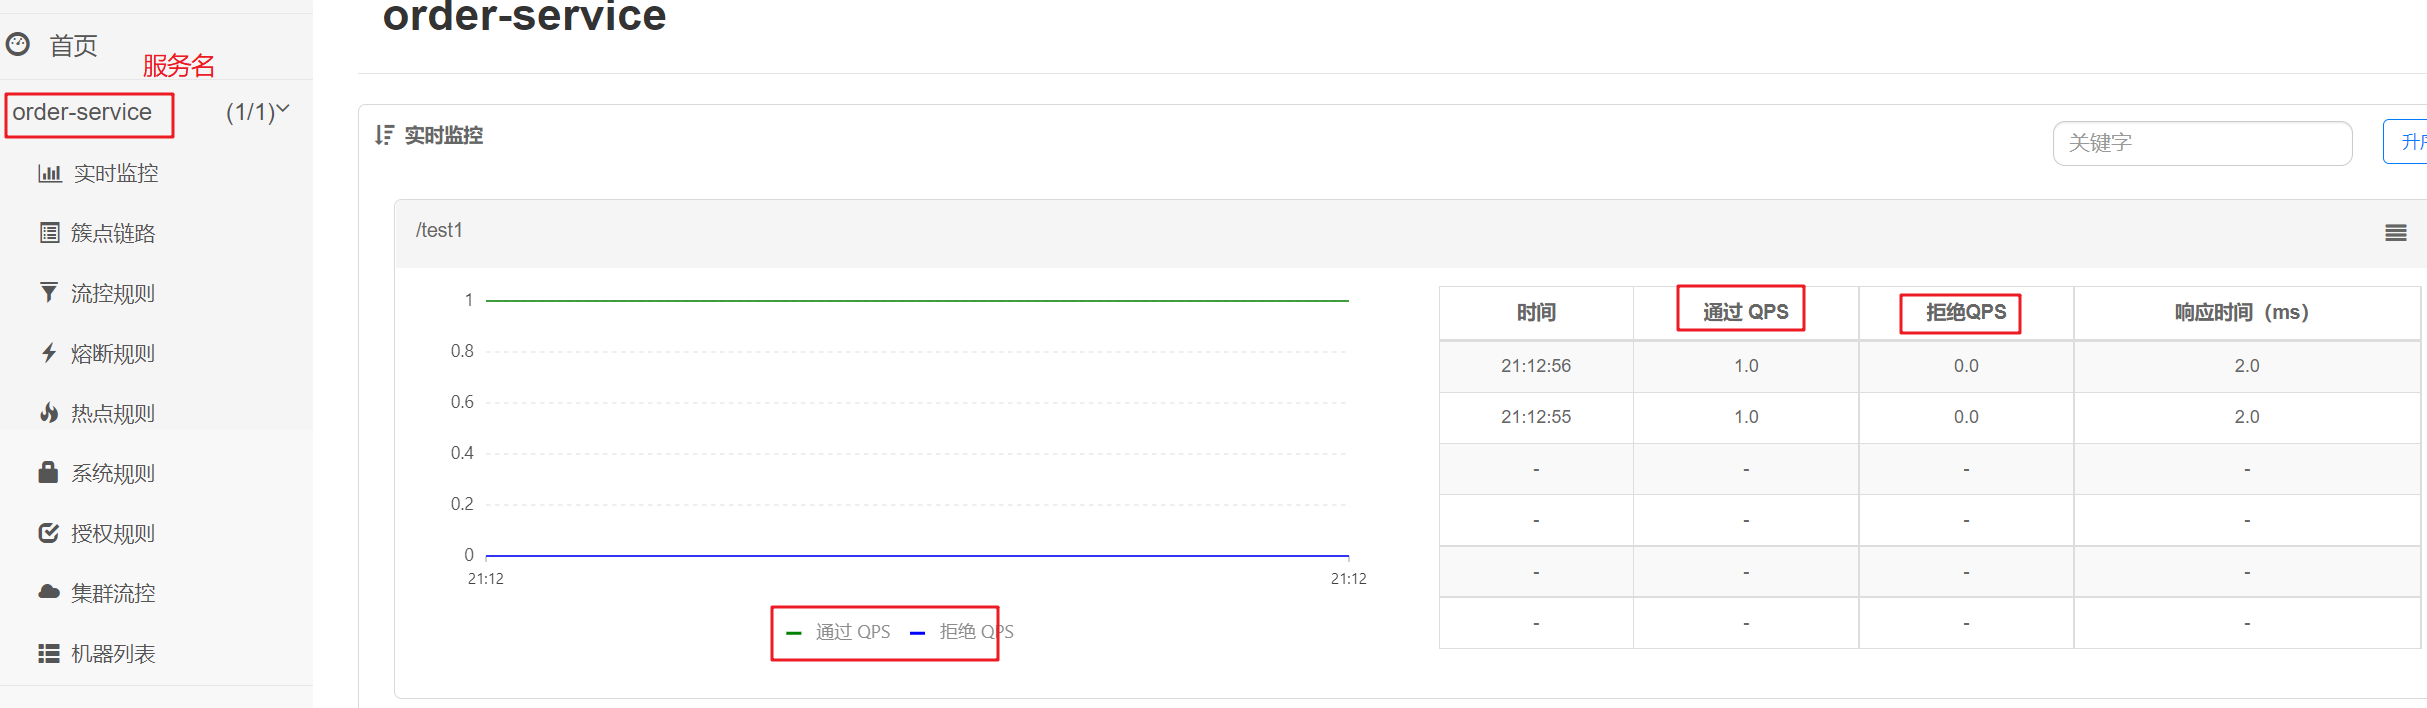 首页
服务名
order-service (1/1)
实时监控
簇点链路
流控规则
熔断规则
热点规则
系统规则
授权规则
集群流控
机器列表
order-service
实时监控
关键字
/test1
1
0.8
0.6
0.4
0.2
0
21:12 21:12
通过 QPS 拒绝 QPS
时间 通过 QPS 拒绝QPS 响应时间（ms）
21:12:56 1.0 0.0 2.0
21:12:55 1.0 0.0 2.0
- - - -
- - - -
- - - -
- - - -